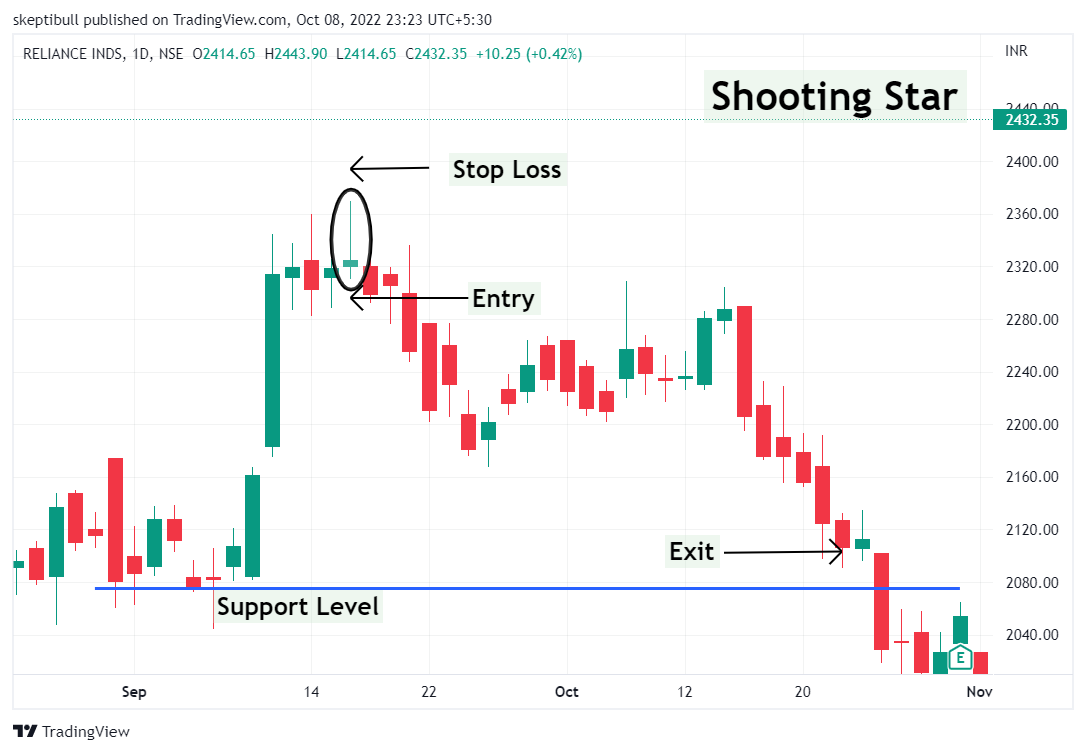 skeptibull published on TradingView.com, Oct 08, 2022 23:23 UTC+5:30
RELIANCE INDS, 1D, NSE O2414.65 H2443.90 L2414.65 C2432.35 +10.25 (+0.42%)
INR
Shooting Star
2440.00
2432.35
Stop Loss
2400.00
2360.00
2320.00
Entry
2280.00
2240.00
2200.00
2160.00
2120.00
Exit
2080.00
Support Level
2040.00
E
Sep 14 22 Oct 12 20 Nov
TradingView